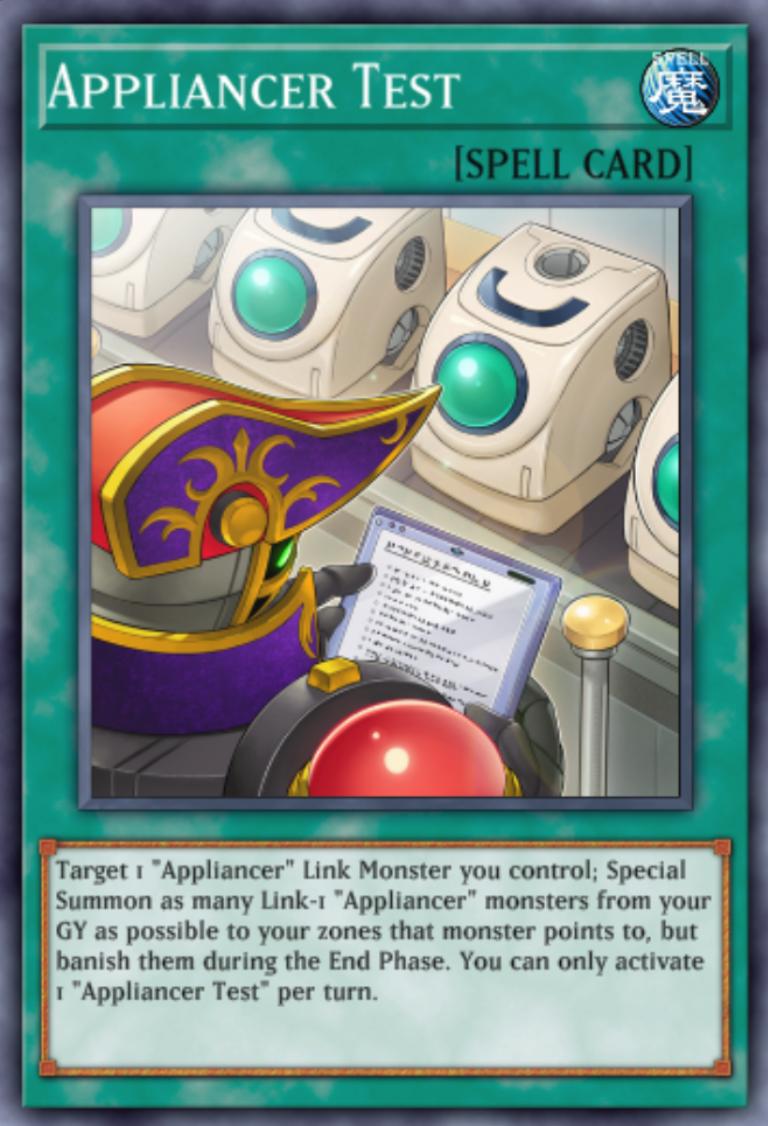 APPLIANCER TEST
SPELL
魔
[SPELL CARD]
Target 1 "Appliancer" Link Monster you control; Special
Summon as many Link-1 "Appliancer" monsters from your
GY as possible to your zones that monster points to, but
banish them during the End Phase. You can only activate
1 "Appliancer Test" per turn.